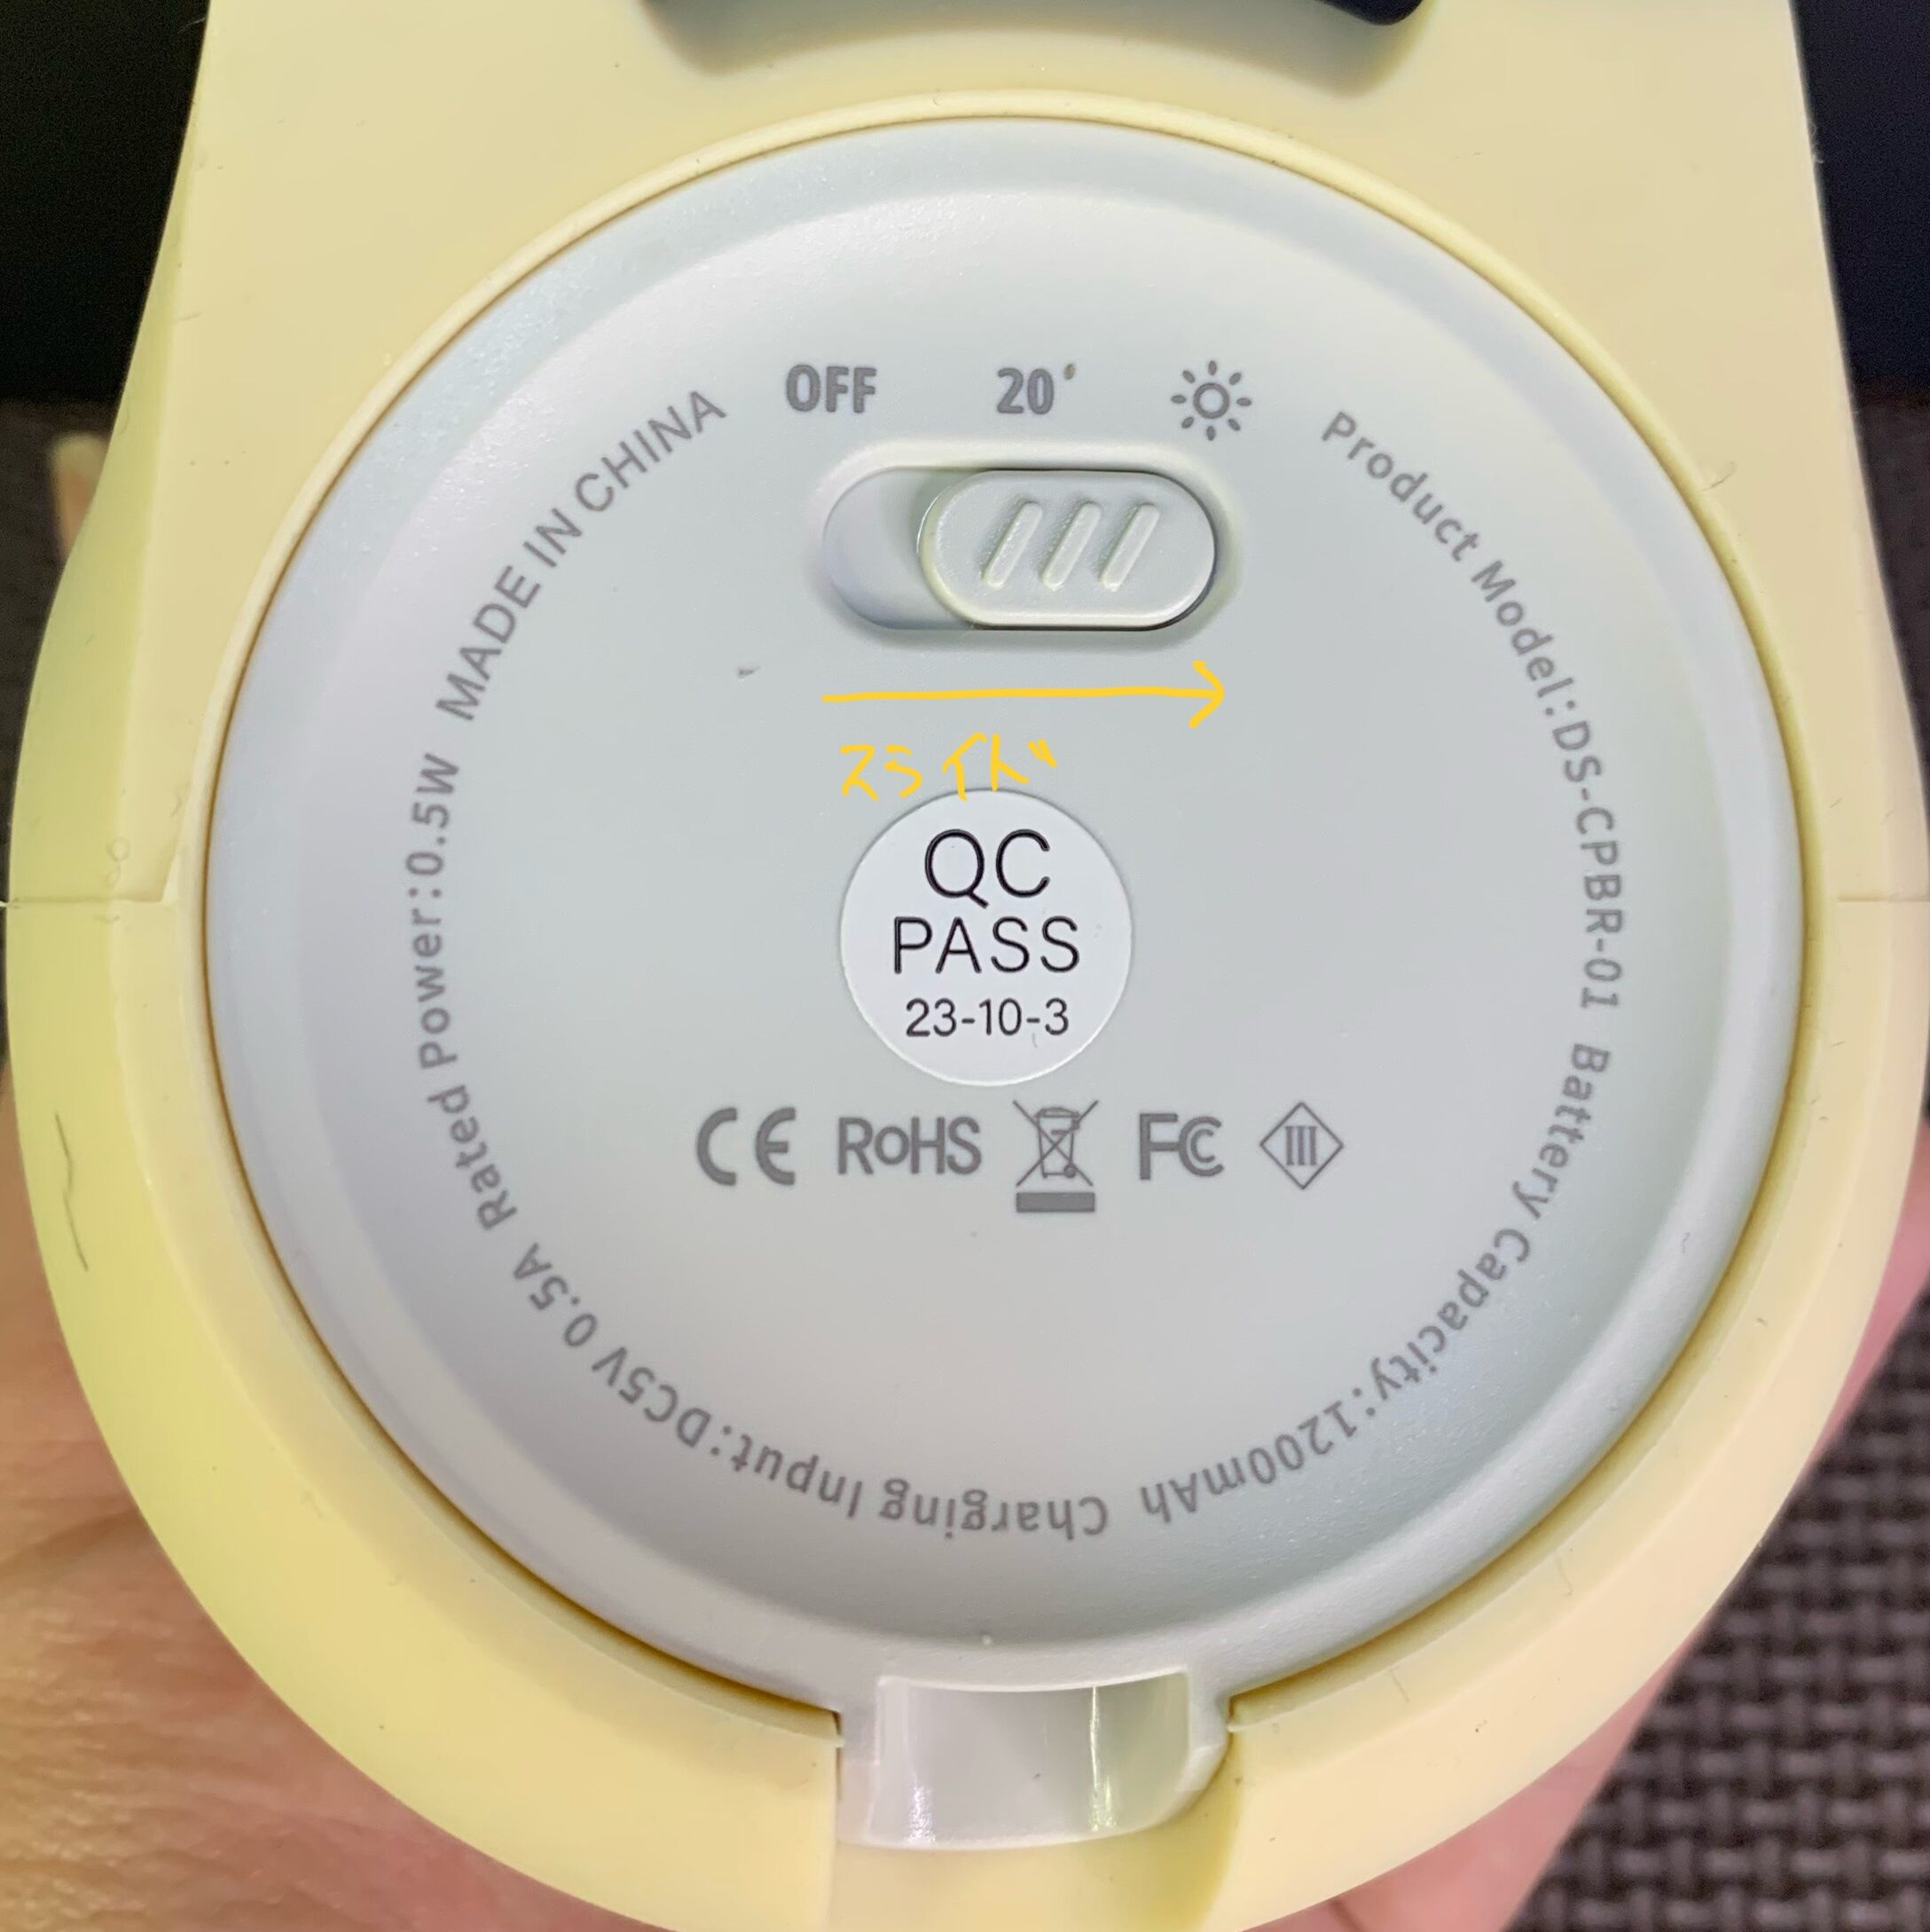 OFF 20' 
Product Model:DS-CPBR-01 Battery Capacity:1200mAh Charging Input:DC5V 0.5A Rated Power:0.5W MADE IN CHINA
スライド
QC
PASS
23-10-3
CE RoHS FC III